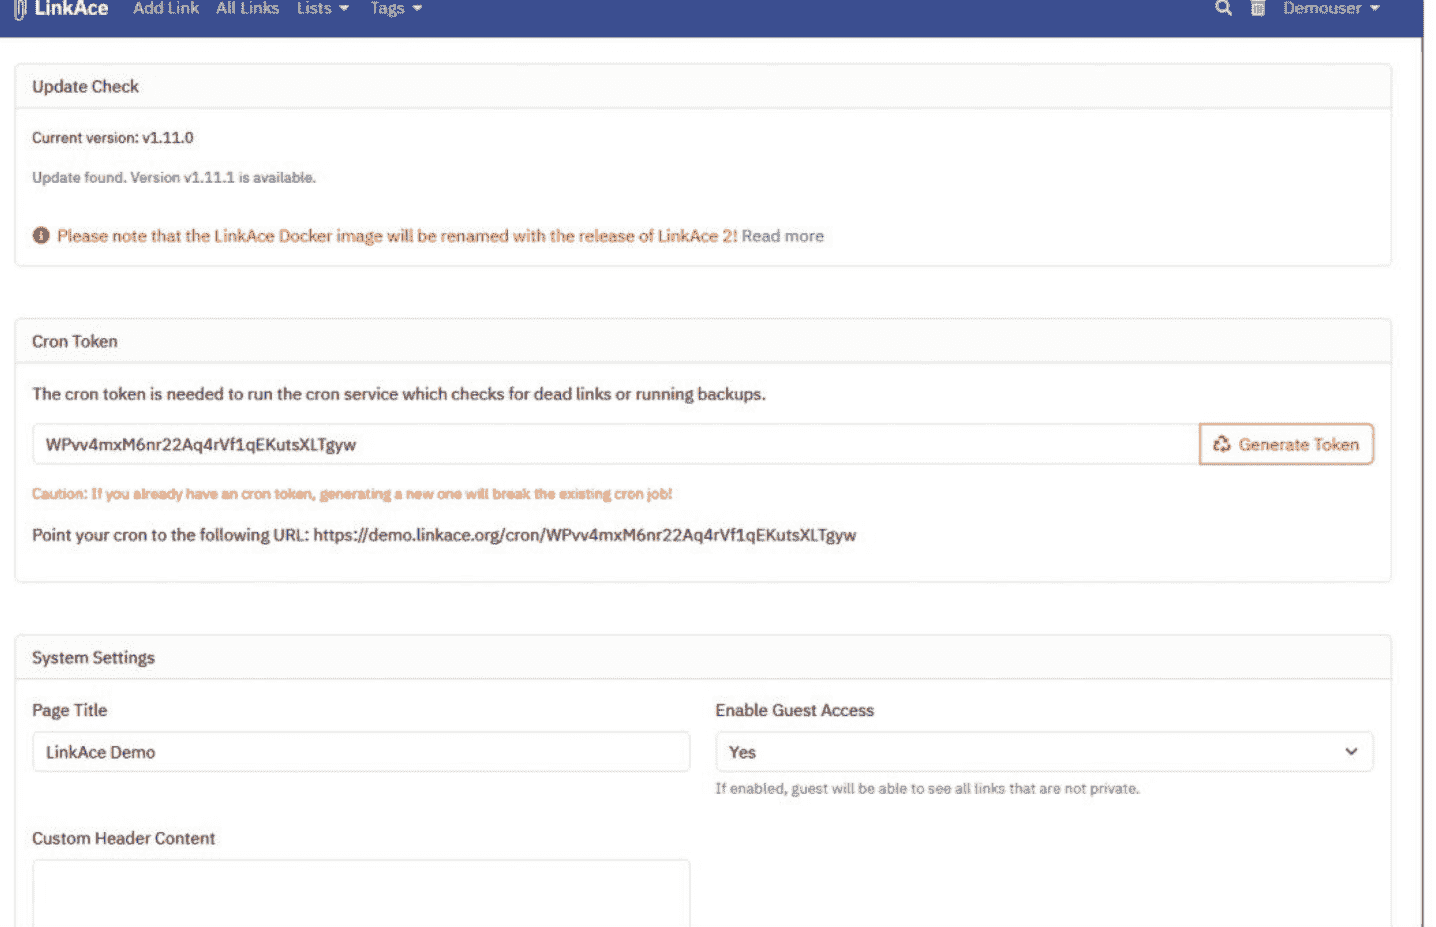 LinkAce Add Link All Links Lists Tags Demouser
Update Check
Current version: v1.11.0
Update found. Version v1.11.1 is available.
Please note that the LinkAce Docker image will be renamed with the release of LinkAce 2! Read more
Cron Token
The cron token is needed to run the cron service which checks for dead links or running backups.
WPvv4mxM6nr22Aq4rVf1qEKutsXLTgyw Generate Token
Caution: If you already have an cron token, generating a new one will break the existing cron job!
Point your cron to the following URL: https://demo.linkace.org/cron/WPvv4mxM6nr22Aq4rVf1qEKutsXLTgyw
System Settings
Page Title Enable Guest Access
LinkAce Demo Yes
If enabled, guest will be able to see all links that are not private.
Custom Header Content